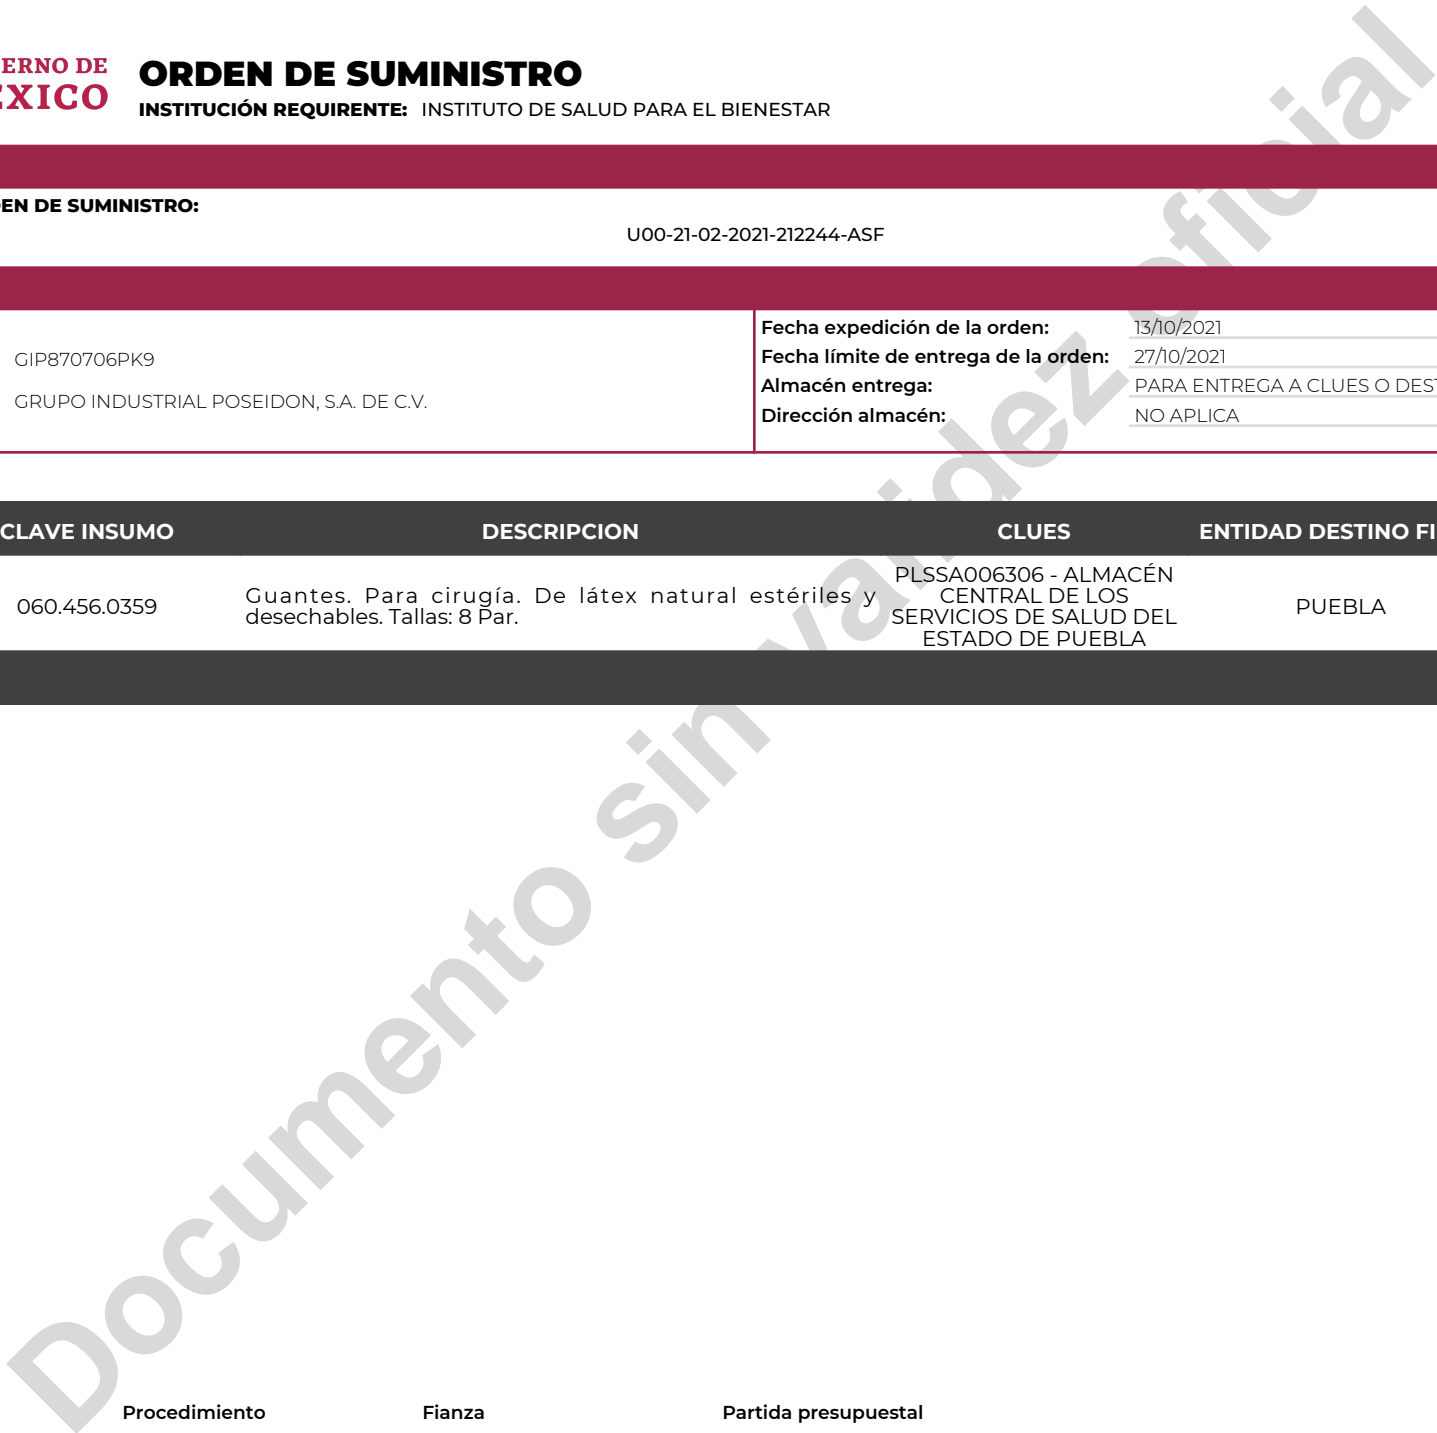 ERNO DE
ÉXICO
ORDEN DE SUMINISTRO
INSTITUCIÓN REQUIRENTE: INSTITUTO DE SALUD PARA EL BIENESTAR
EN DE SUMINISTRO:
U00-21-02-2021-212244-ASF
GIP870706PK9
GRUPO INDUSTRIAL POSEIDON, S.A. DE C.V.
Fecha expedición de la orden: 13/10/2021
Fecha límite de entrega de la orden: 27/10/2021
Almacén entrega: PARA ENTREGA A CLUES O DEST
Dirección almacén: NO APLICA
CLAVE INSUMO DESCRIPCION CLUES ENTIDAD DESTINO FI
060.456.0359
Guantes. Para cirugía. De látex natural estériles y
desechables. Tallas: 8 Par.
PLSSA006306 - ALMACÉN
CENTRAL DE LOS
SERVICIOS DE SALUD DEL
ESTADO DE PUEBLA
PUEBLA
Documento sin validez oficial
Procedimiento Fianza Partida presupuestal